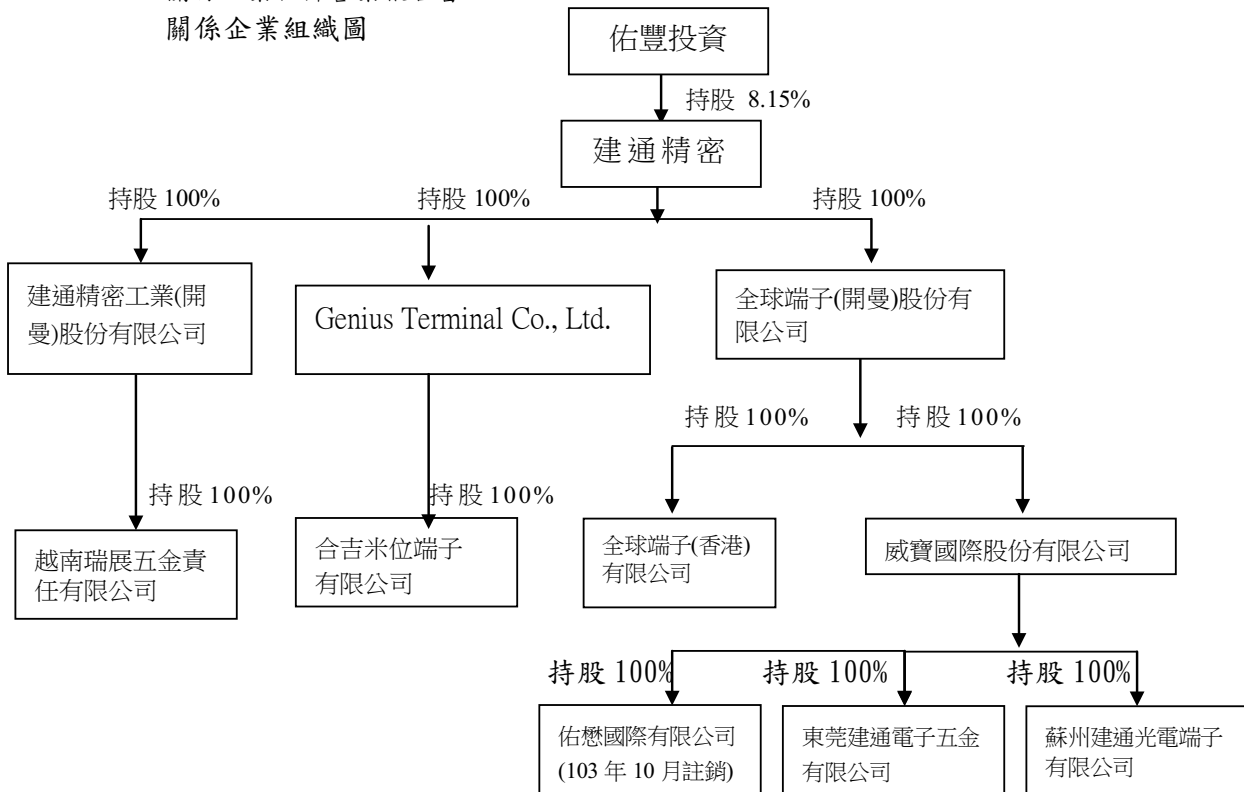 關係企業組織圖
佑豐投資
持股 8.15%
建通精密
持股 100%
持股 100%
持股 100%
建通精密工業(開
曼)股份有限公司
Genius Terminal Co., Ltd.
全球端子(開曼)股份有
限公司
持股 100%
持股 100%
持股 100%
持股 100%
越南瑞展五金責
任有限公司
合吉米位端子
有限公司
全球端子(香港)
有限公司
威寶國際股份有限公司
持股 100%
持股 100%
持股 100%
佑懋國際有限公司
(103 年 10 月註銷)
東莞建通電子五金
有限公司
蘇州建通光電端子
有限公司